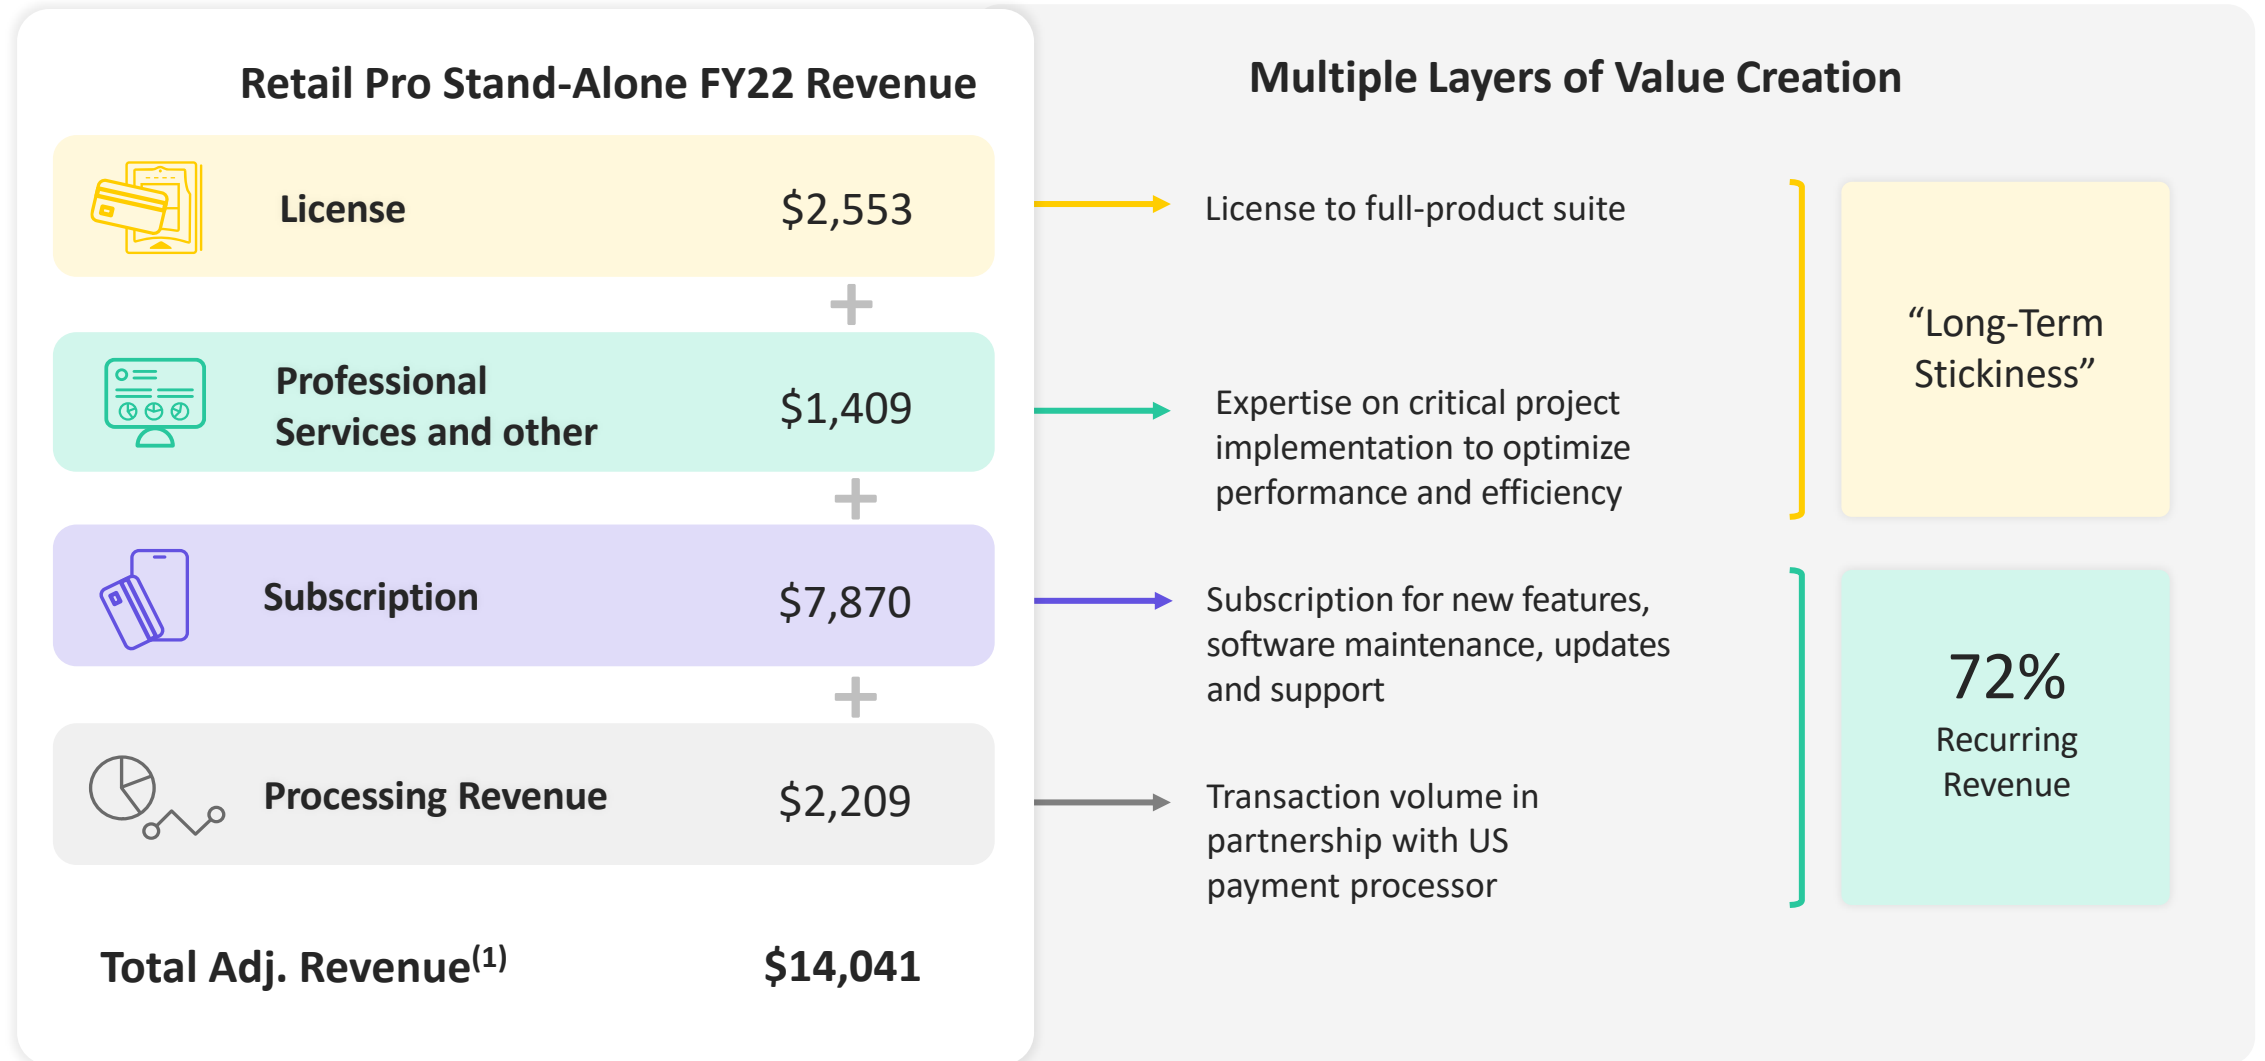 Retail Pro Stand-Alone FY22 Revenue
License
$2,553
+
Professional
Services and other
$1,409
+
Subscription
$7,870
+
Processing Revenue
$2,209
Total Adj. Revenue(1)
$14,041
Multiple Layers of Value Creation
License to full-product suite
Expertise on critical project
implementation to optimize
performance and efficiency
Subscription for new features,
software maintenance, updates
and support
Transaction volume in
partnership with US
payment processor
“Long-Term
Stickiness”
72%
Recurring
Revenue